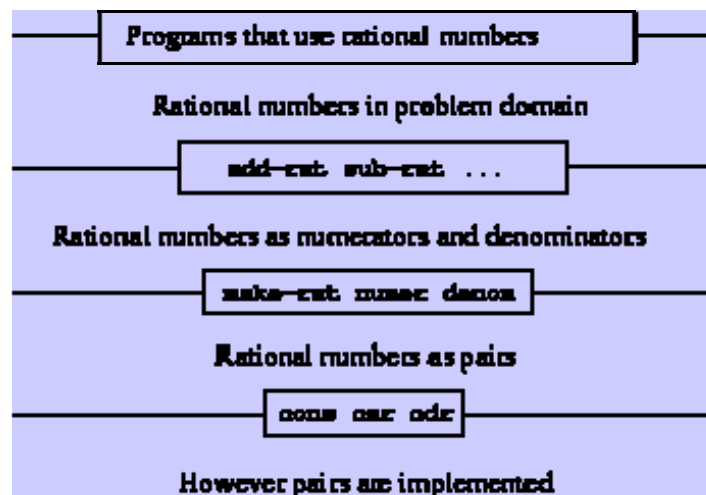 Programs that use rational numbers
Rational numbers in problem domain
add-rat sub-rat ...
Rational numbers as numerators and denominators
make-rat numer denom
Rational numbers as pairs
cons car cdr
However pairs are implemented